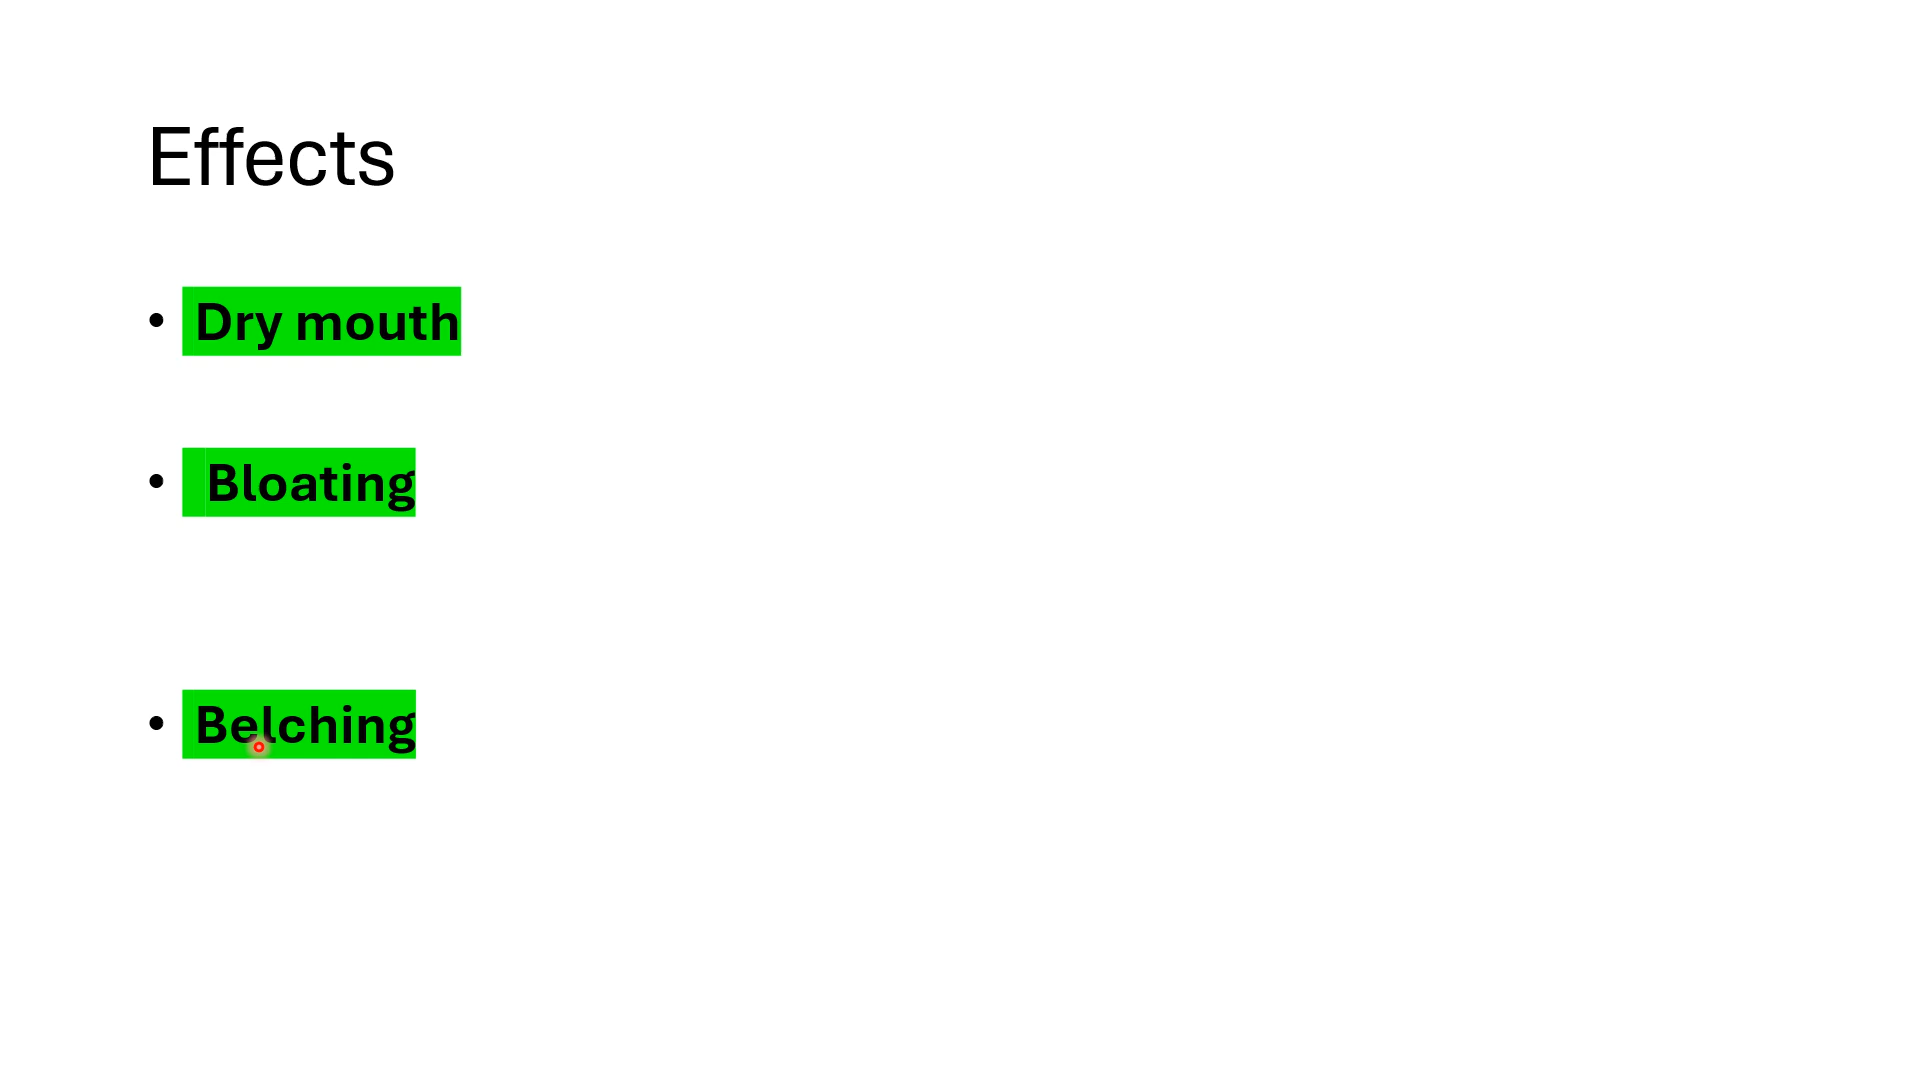 Effects
• Dry mouth
• Bloating
• Belching